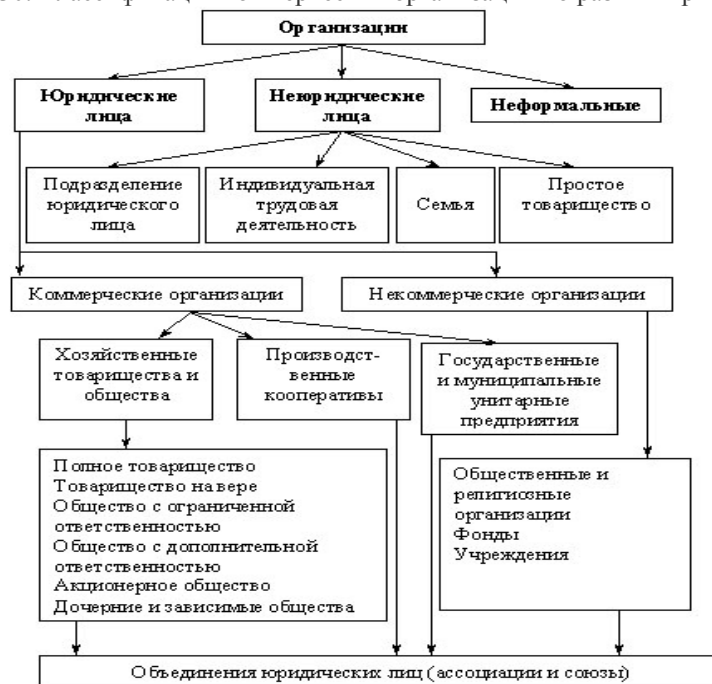 Организации
Юридические
лица
Неюридические
лица
Неформальные
Подразделение
юридического
лица
Индивидуальная
трудовая
деятельность
Семья
Простое
товарищество
Коммерческие организации
Некоммерческие организации
Хозяйственные
товарищества и
общества
Производст-
венные
кооперативы
Государственные
и муниципальные
унитарные
предприятия
Полное товарищество
Товарищество на вере
Общество с ограниченной
ответственностью
Общество с дополнительной
ответственностью
Акционерное общество
Дочерние и зависимые общества
Общественные и
религиозные
организации
Фонды
Учреждения
Объединения юридических лиц (ассоциации и союзы)